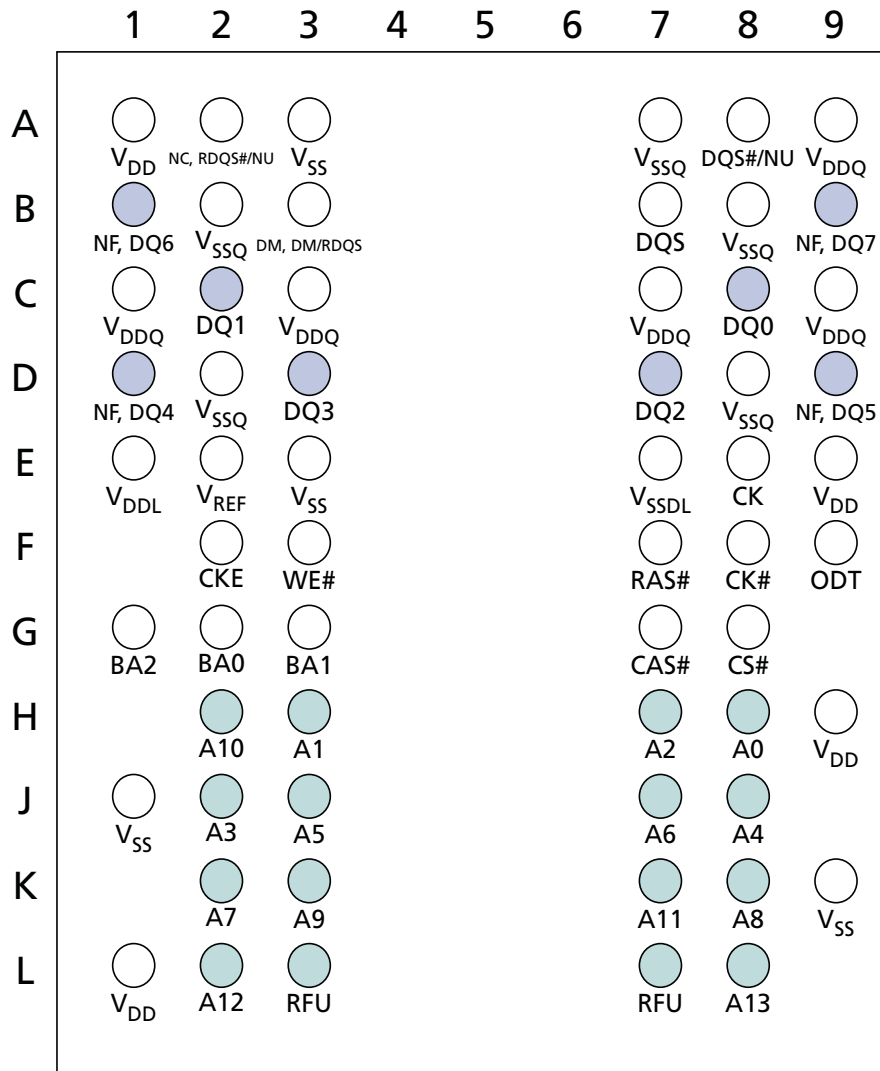 1 2 3 4 5 6 7 8 9
A
VDD NC, RDQS#/NU VSS VSSQ DQS#/NU VDDQ
B
NF, DQ6 VSSQ DM, DM/RDQS DQS VSSQ NF, DQ7
C
VDDQ DQ1 VDDQ VDDQ DQ0 VDDQ
D
NF, DQ4 VSSQ DQ3 DQ2 VSSQ NF, DQ5
E
VDDL VREF VSS VSSDL CK VDD
F
CKE WE# RAS# CK# ODT
G
BA2 BA0 BA1 CAS# CS#
H
A10 A1 A2 A0 VDD
J
VSS A3 A5 A6 A4
K
A7 A9 A11 A8 VSS
L
VDD A12 RFU RFU A13